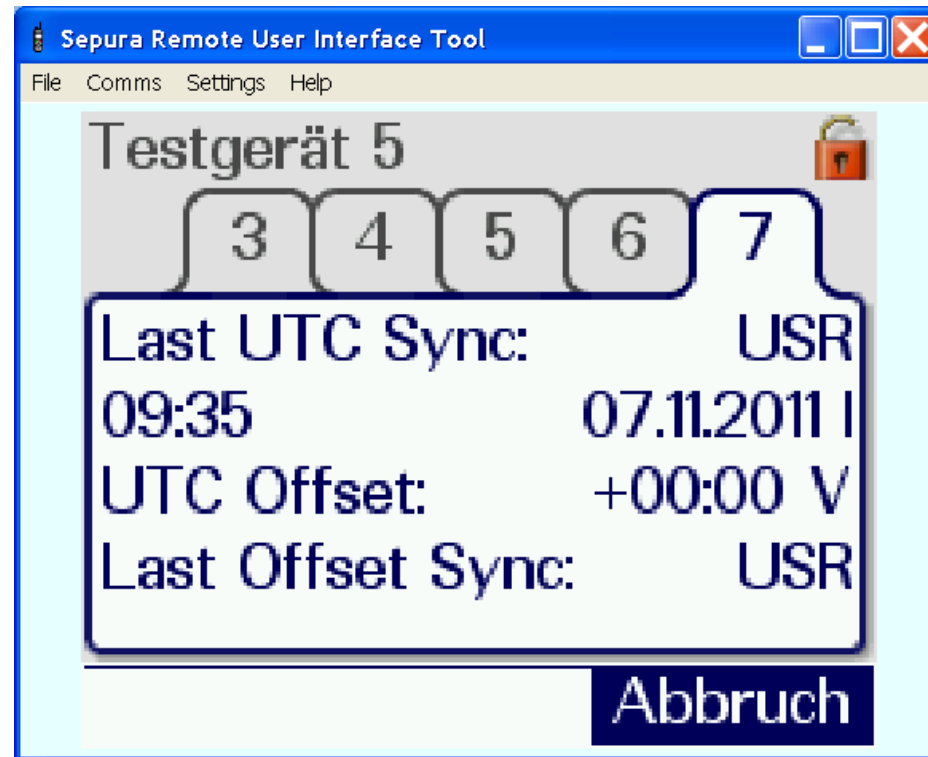 Sepura Remote User Interface Tool
File Comms Settings Help
Testgerät 5
3 4 5 6 7
Last UTC Sync: USR
09:35 07.11.2011 I
UTC Offset: +00:00 V
Last Offset Sync: USR
Abbruch